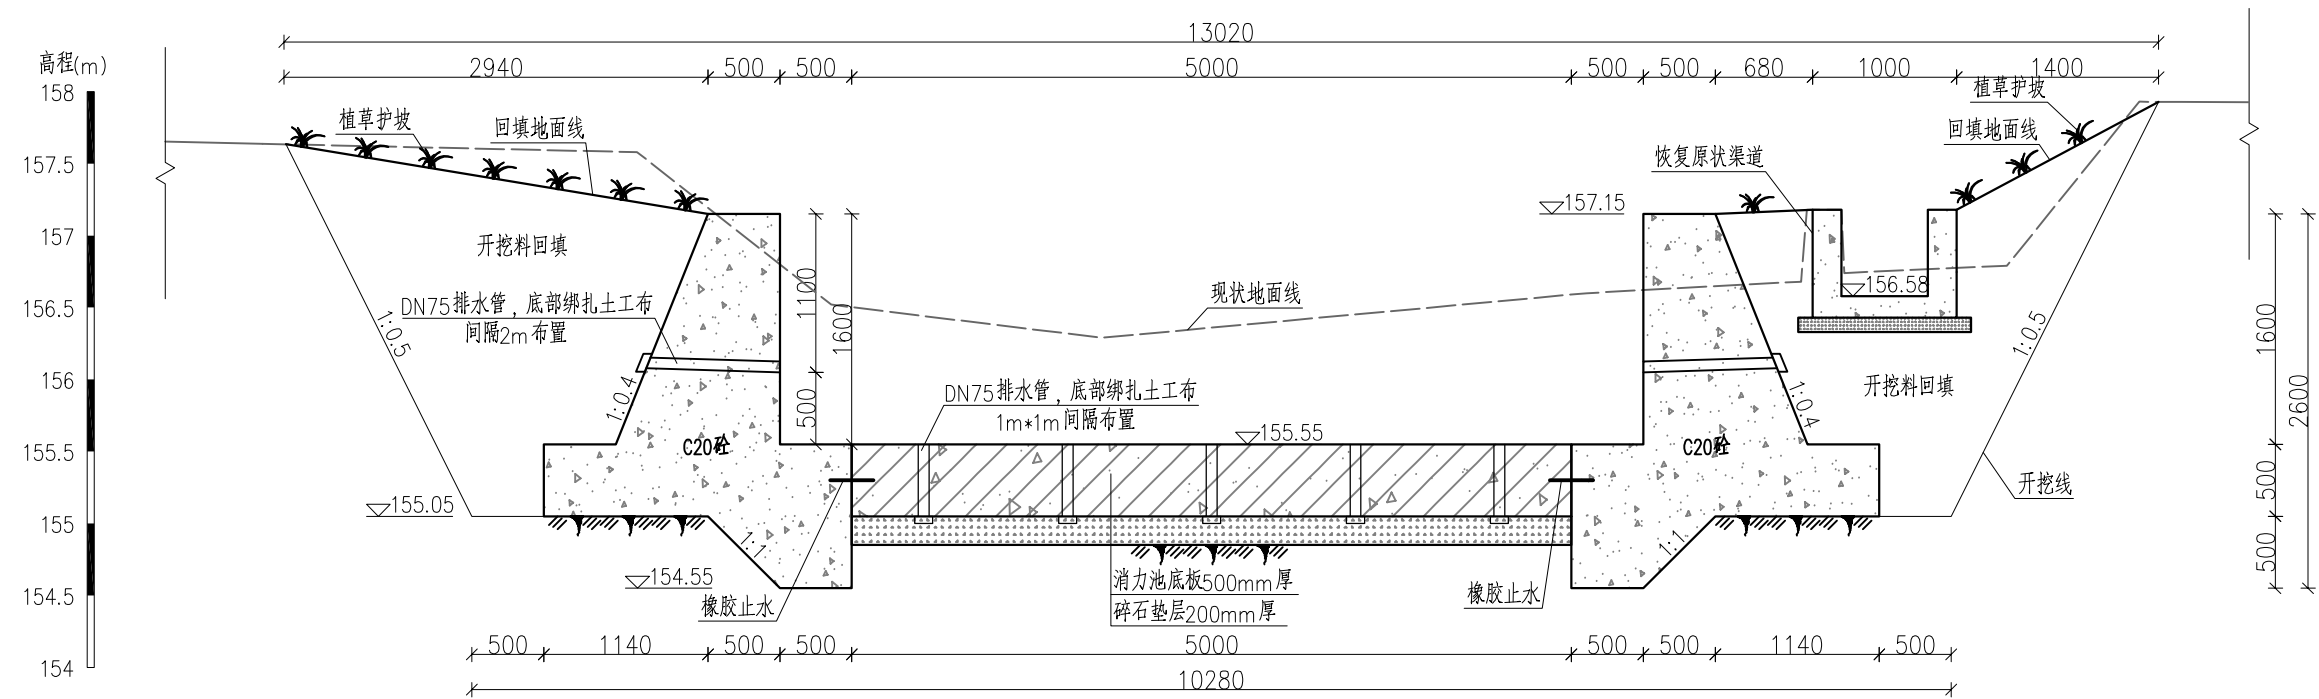 13020
高程(m)
2940 500 500 5000 500 500 680 1000 1400
158
植草护坡
植草护坡
回填地面线
回填地面线
157.5
恢复原状渠道
157.15
157
开挖料回填
1100
1600
156.58
156.5
DN75排水管，底部绑扎土工布
间隔2m布置
现状地面线
1:0.5
1:0.5
1600
2600
156
1:0.4
500
DN75排水管，底部绑扎土工布
1m*1m间隔布置
1:0.4
开挖料回填
155.5
C20砼
155.55
C20砼
开挖线
500
155.05
155
1:1
1:1
500
154.55
消力池底板500mm厚
碎石垫层200mm厚
154.5
橡胶止水
橡胶止水
500 1140 500 500 5000 500 500 1140 500
154
10280